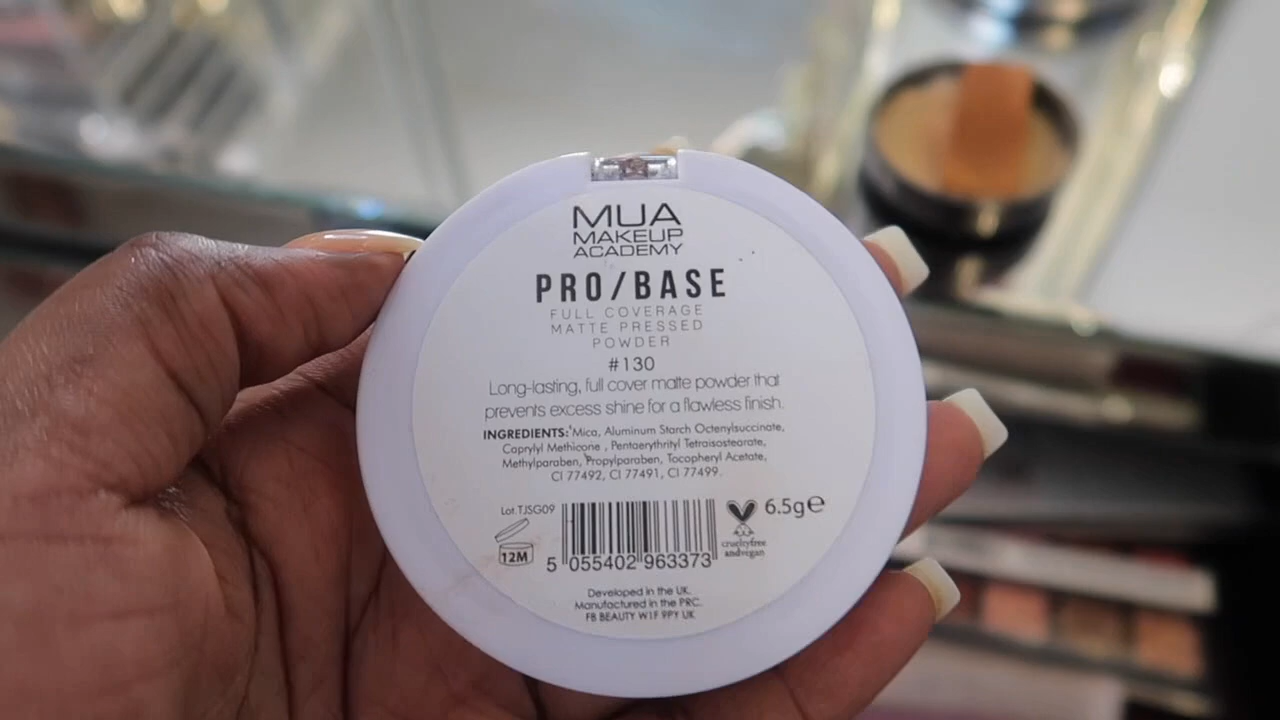 MUA
MAKEUP
ACADEMY
PRO/BASE
FULL COVERAGE
MATTE PRESSED
POWDER
#130
Long-lasting, full cover matte powder that
prevents excess shine for a flawless finish.
INGREDIENTS: Mica, Aluminum Starch Octenylsuccinate,
Caprylyl Methicone , Pentaerythrityl Tetraisostearate,
Methylparaben, Propylparaben, Tocopheryl Acetate,
CI 77492, CI 77491, CI 77499.
Lot.TJSG09
12M
5 055402 963373
crueltyfree
andvegan
6.5g℮
Developed in the UK.
Manufactured in the PRC.
FB BEAUTY W1F 9PY UK